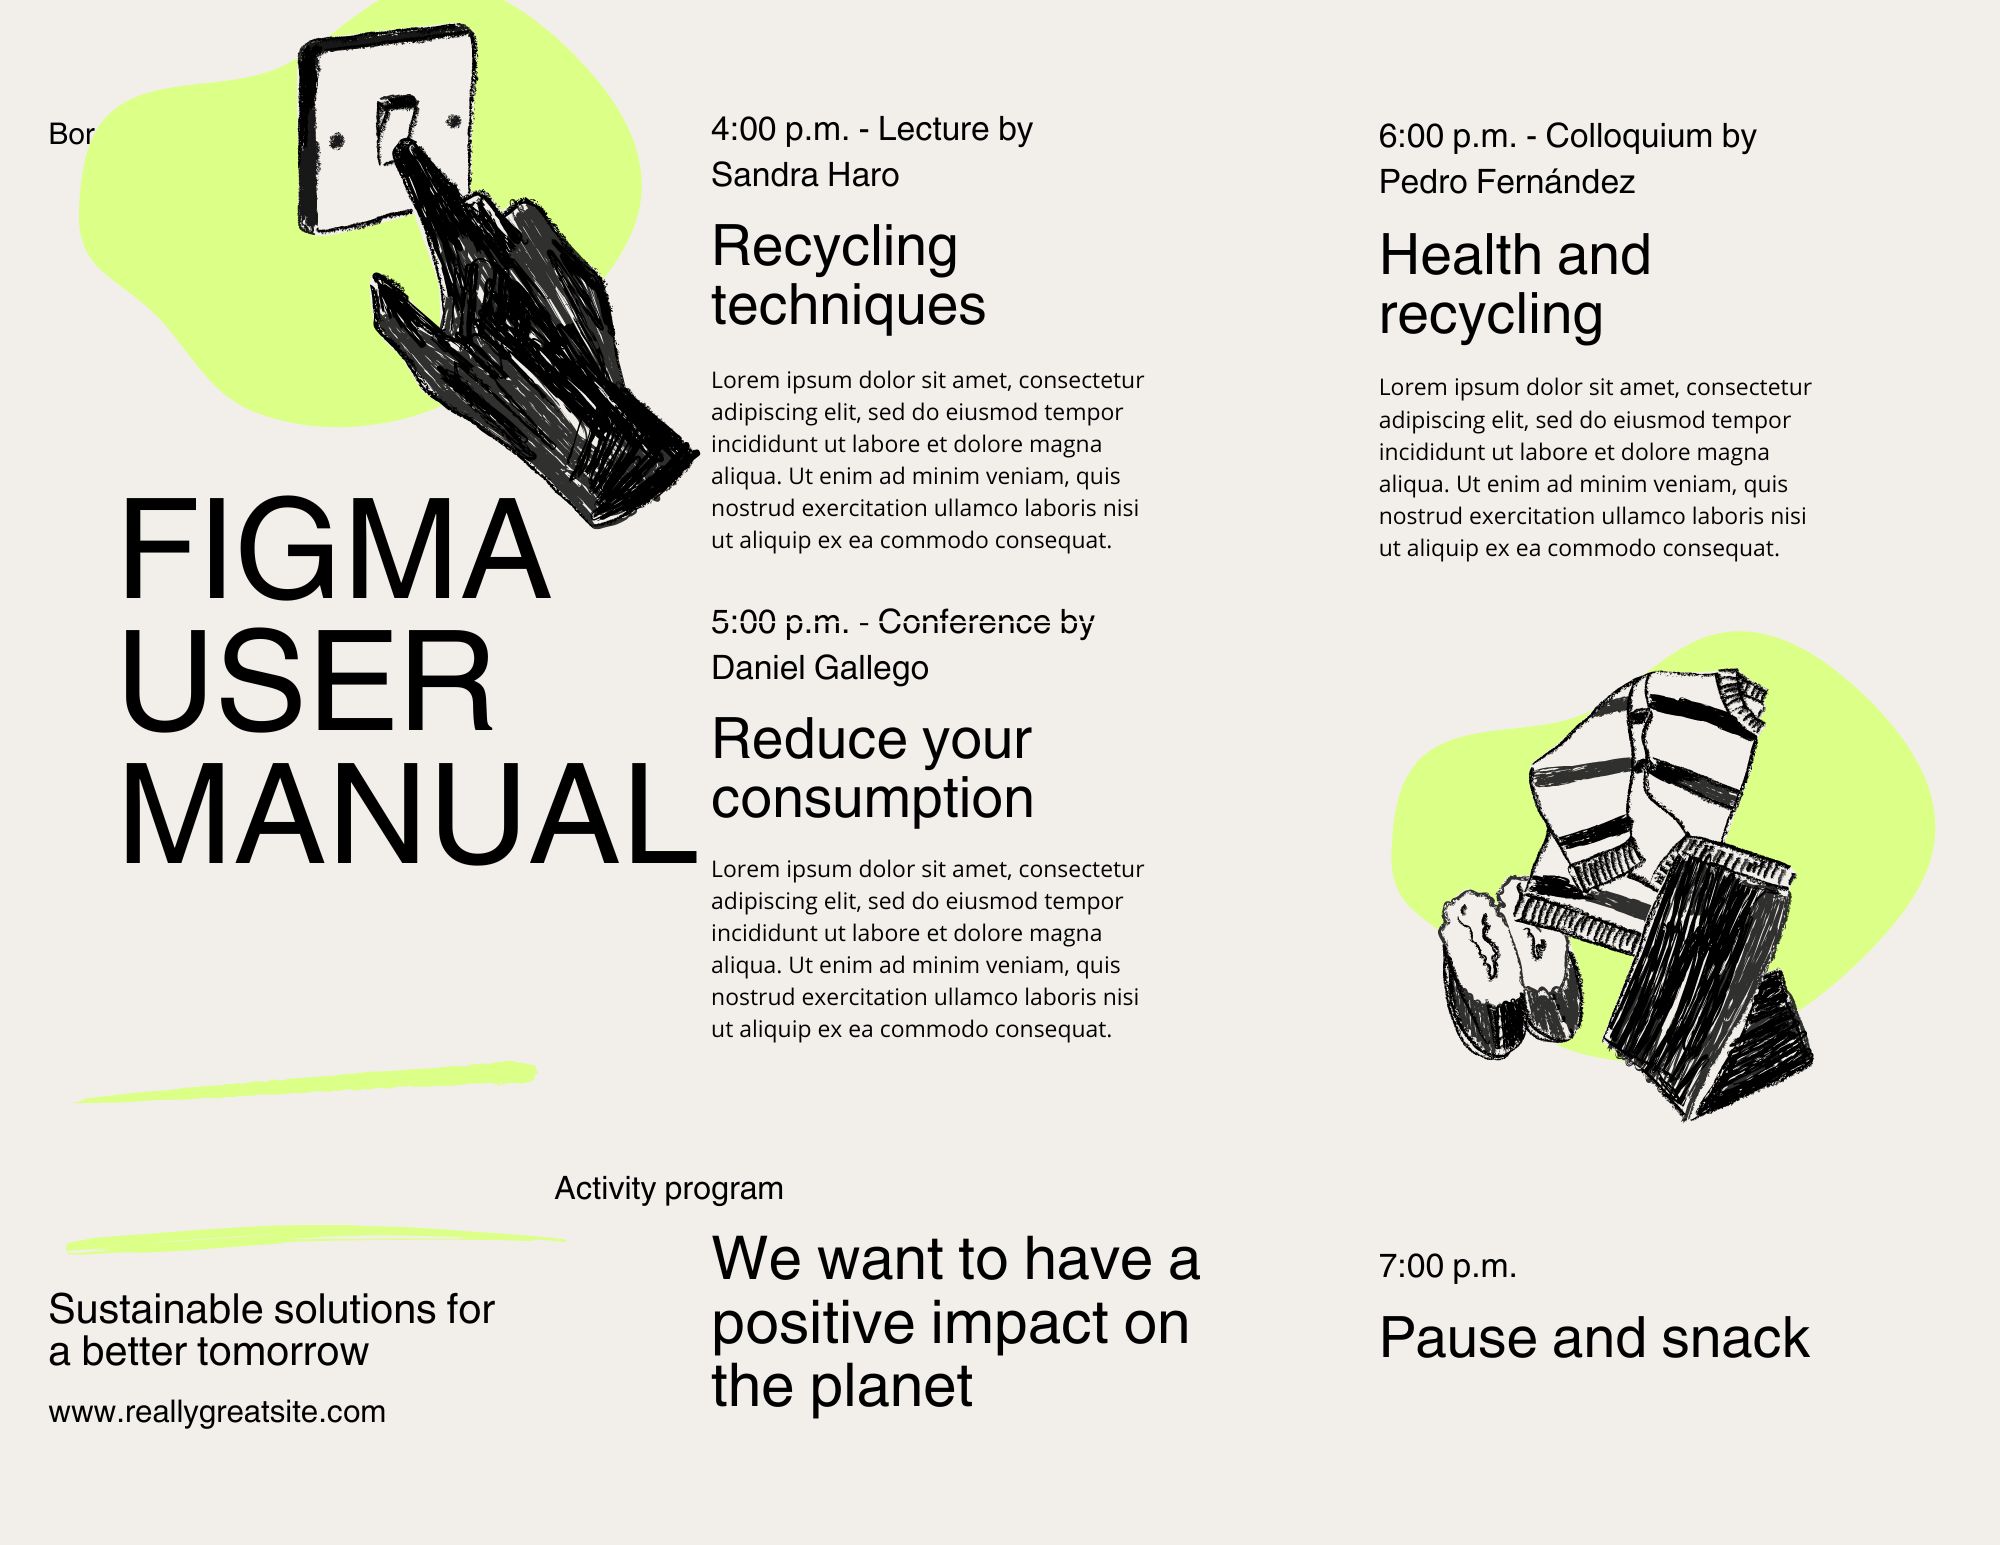 Bor
FIGMA
USER
MANUAL
Sustainable solutions for
a better tomorrow
www.reallygreatsite.com
4:00 p.m. - Lecture by
Sandra Haro
Recycling
techniques
Lorem ipsum dolor sit amet, consectetur
adipiscing elit, sed do eiusmod tempor
incididunt ut labore et dolore magna
aliqua. Ut enim ad minim veniam, quis
nostrud exercitation ullamco laboris nisi
ut aliquip ex ea commodo consequat.
5:00 p.m. - Conference by
Daniel Gallego
Reduce your
consumption
Lorem ipsum dolor sit amet, consectetur
adipiscing elit, sed do eiusmod tempor
incididunt ut labore et dolore magna
aliqua. Ut enim ad minim veniam, quis
nostrud exercitation ullamco laboris nisi
ut aliquip ex ea commodo consequat.
Activity program
We want to have a
positive impact on
the planet
6:00 p.m. - Colloquium by
Pedro Fernández
Health and
recycling
Lorem ipsum dolor sit amet, consectetur
adipiscing elit, sed do eiusmod tempor
incididunt ut labore et dolore magna
aliqua. Ut enim ad minim veniam, quis
nostrud exercitation ullamco laboris nisi
ut aliquip ex ea commodo consequat.
7:00 p.m.
Pause and snack